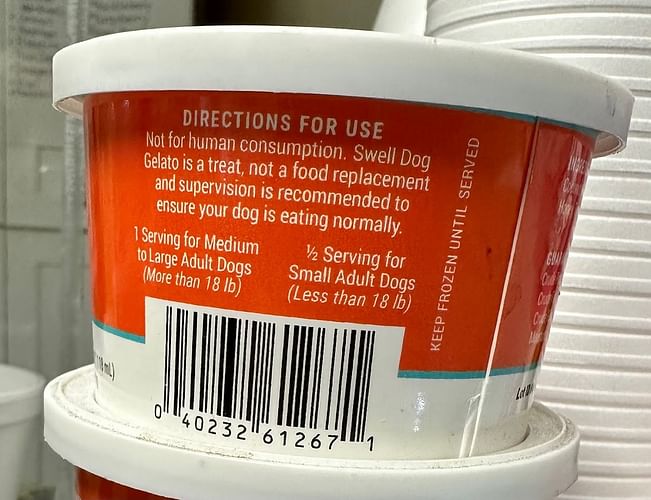 DIRECTIONS FOR USE
Not for human consumption. Swell Dog
Gelato is a treat, not a food replacement
and supervision is recommended to
ensure your dog is eating normally.
1 Serving for Medium
to Large Adult Dogs
(More than 18 lb)
½ Serving for
Small Adult Dogs
(Less than 18 lb)
KEEP FROZEN UNTIL SERVED
0 40232 61267 1
mL)
Lot